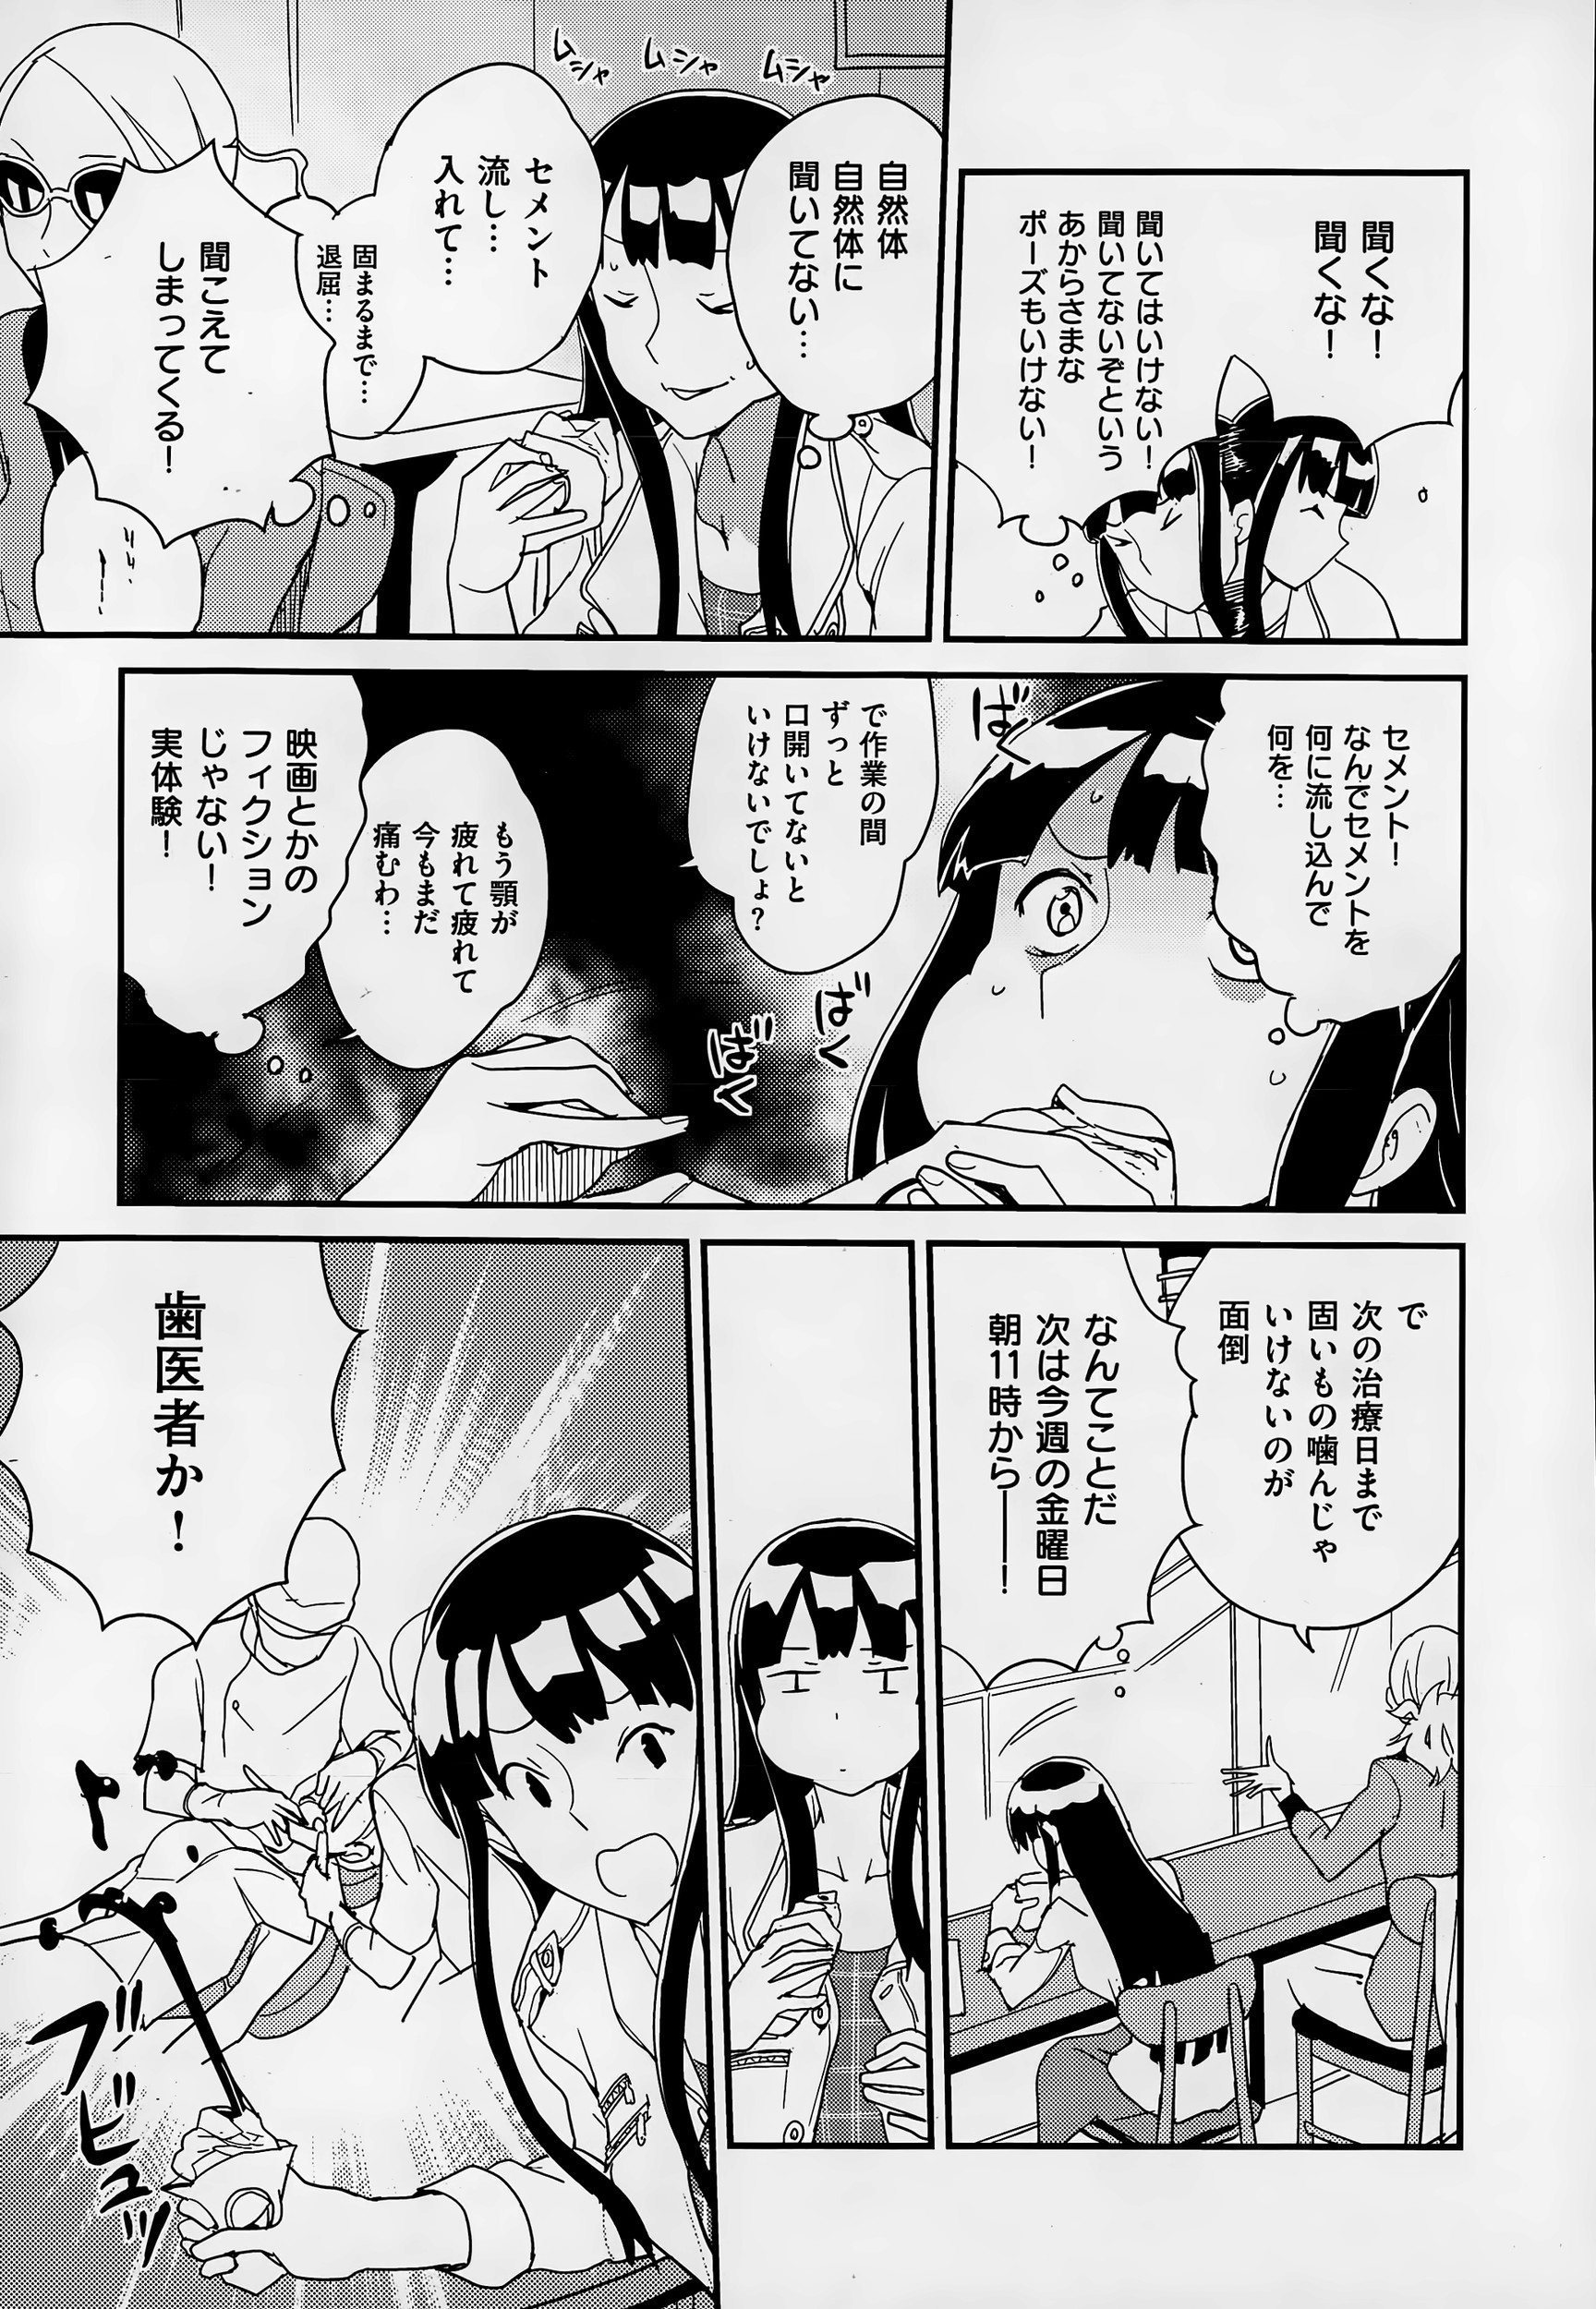 聞くな！
聞くな！
聞いてはいけない！
聞いてないぞという
あからさまな
ポーズもいけない！
自然体
自然体に
聞いてない…
ムシャ
ムシャ
ムシャ
セメント
流し…
入れて…
固まるまで…
退屈…
聞こえて
しまってくる！
セメント！
なんでセメントを
何に流し込んで
何を…
ばく
で作業の間
ずっと
口開いてないと
いけないでしょ？
ばく
ばく
もう顎が
疲れて疲れて
今もまだ
痛むわ…
映画とかの
フィクション
じゃない！
実体験！
で
次の治療日まで
固いもの噛んじゃ
いけないのが
面倒
なんてことだ
次は今週の金曜日
朝11時から――！
歯医者か！
ト
ブビュッ